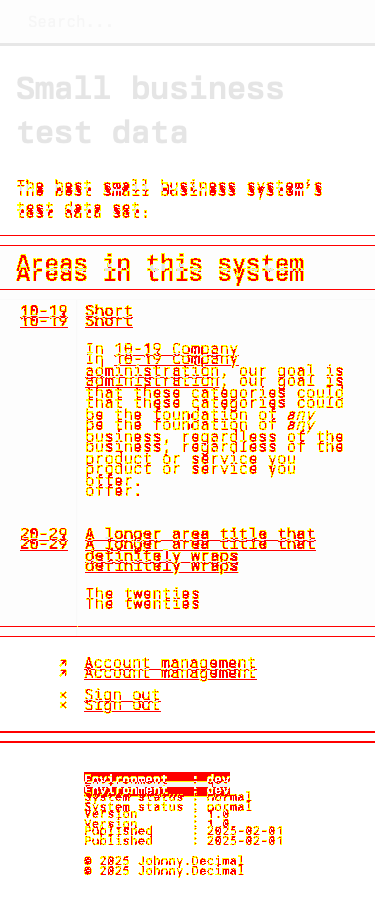 Search...
Small business
test data
The best small business system's
test data set.
Areas in this system
10-19 Short
In 10-19 Company
administration, our goal is
that these categories could
be the foundation of any
business, regardless of the
product or service you
offer.
20-29 A longer area title that
definitely wraps
The twenties
↗ Account management
× Sign out
Environment : dev
System status : normal
Version : 1.0
Published : 2025-02-01
© 2025 Johnny.Decimal